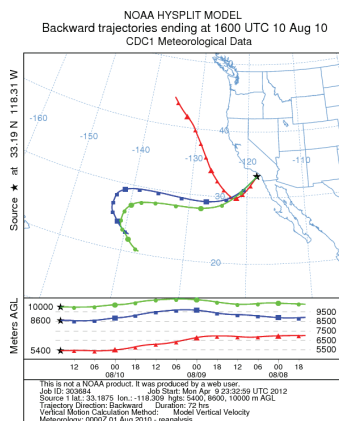 NOAA HYSPLIT MODEL
Backward trajectories ending at 1600 UTC 10 Aug 10
CDC1 Meteorological Data
Source ★ at 33.19 N 118.31 W
-160
-150
-140
-130
-120
-110
40
30
20
Meters AGL
10000
8600
5400
9500
8500
7500
6500
5500
12 06 00 18 12 06 00 18 12 06 00 18
08/10 08/09 08/08
This is not a NOAA product. It was produced by a web user.
Job ID: 303684 Job Start: Mon Apr 9 23:32:59 UTC 2012
Source 1 lat.: 33.1875 lon.: -118.309 hgts: 5400, 8600, 10000 m AGL
Trajectory Direction: Backward Duration: 72 hrs
Vertical Motion Calculation Method: Model Vertical Velocity
Meteorology: 0000Z 01 Aug 2010 - reanalysis